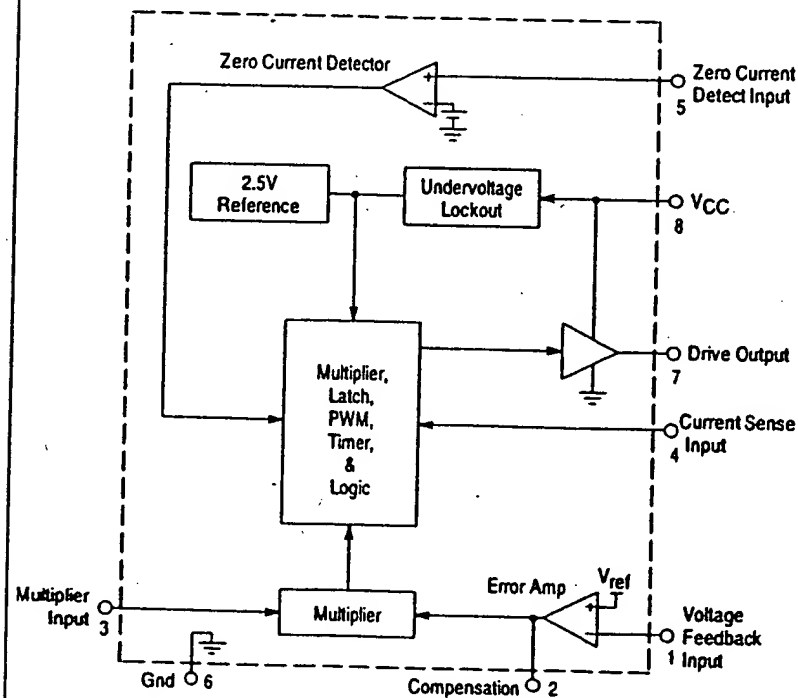 Zero Current Detector
+
−
Zero Current
Detect Input
5
2.5V
Reference
Undervoltage
Lockout
VCC
8
Multiplier,
Latch,
PWM,
Timer,
&
Logic
Drive Output
7
Current Sense
Input
4
Multiplier
Input
3
Multiplier
Error Amp
Vref
+
−
Voltage
Feedback
Input
1
Gnd
6
Compensation
2